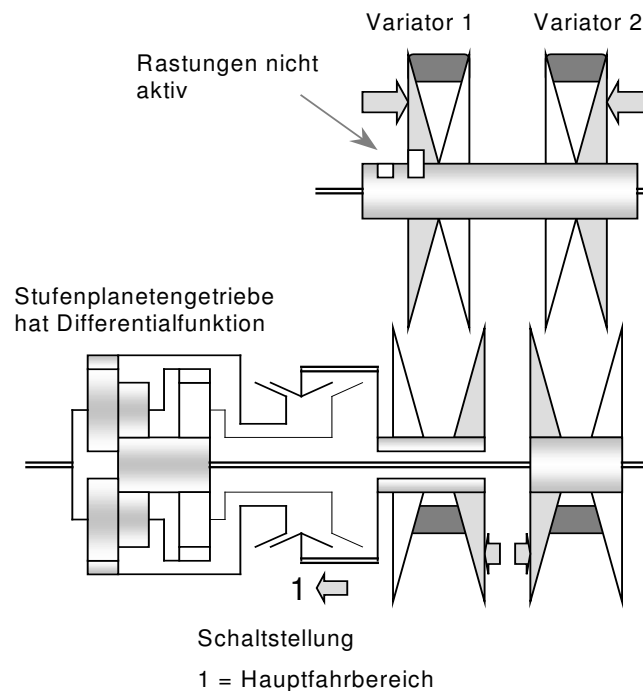 Variator 1
Variator 2
Rastungen nicht
aktiv
Stufenplanetengetriebe
hat Differentialfunktion
1
Schaltstellung
1 = Hauptfahrbereich